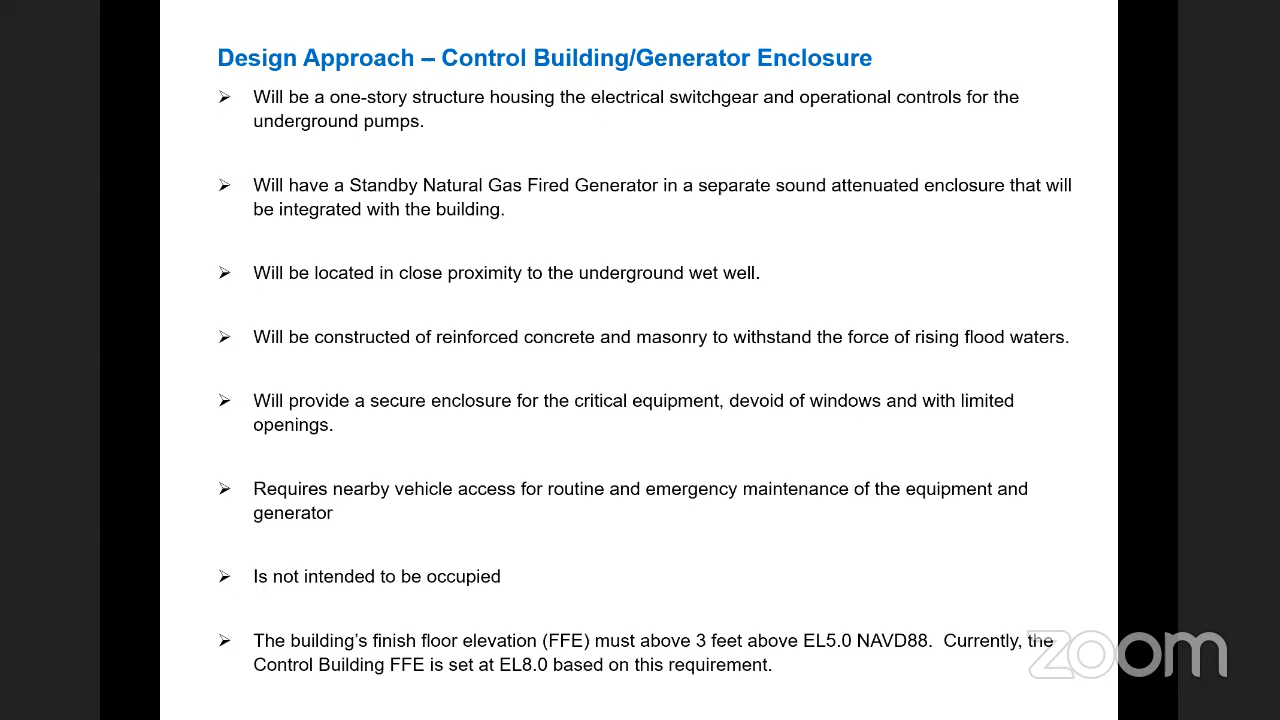 Design Approach – Control Building/Generator Enclosure
➢ Will be a one-story structure housing the electrical switchgear and operational controls for the
underground pumps.
➢ Will have a Standby Natural Gas Fired Generator in a separate sound attenuated enclosure that will
be integrated with the building.
➢ Will be located in close proximity to the underground wet well.
➢ Will be constructed of reinforced concrete and masonry to withstand the force of rising flood waters.
➢ Will provide a secure enclosure for the critical equipment, devoid of windows and with limited
openings.
➢ Requires nearby vehicle access for routine and emergency maintenance of the equipment and
generator
➢ Is not intended to be occupied
➢ The building’s finish floor elevation (FFE) must above 3 feet above EL5.0 NAVD88. Currently, the
Control Building FFE is set at EL8.0 based on this requirement.
zoom